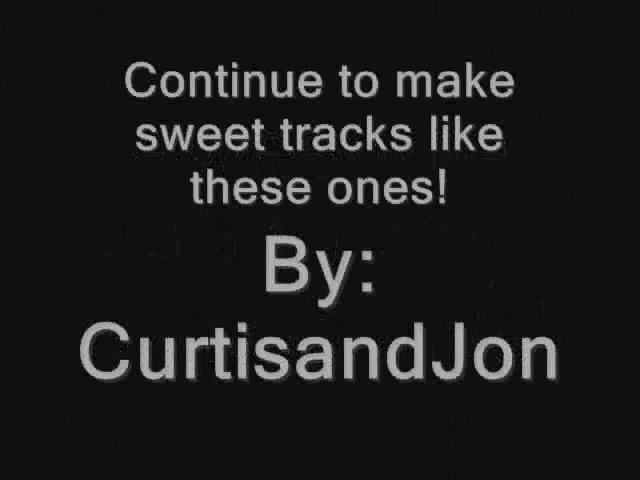 Continue to make
sweet tracks like
these ones!
By:
CurtisandJon